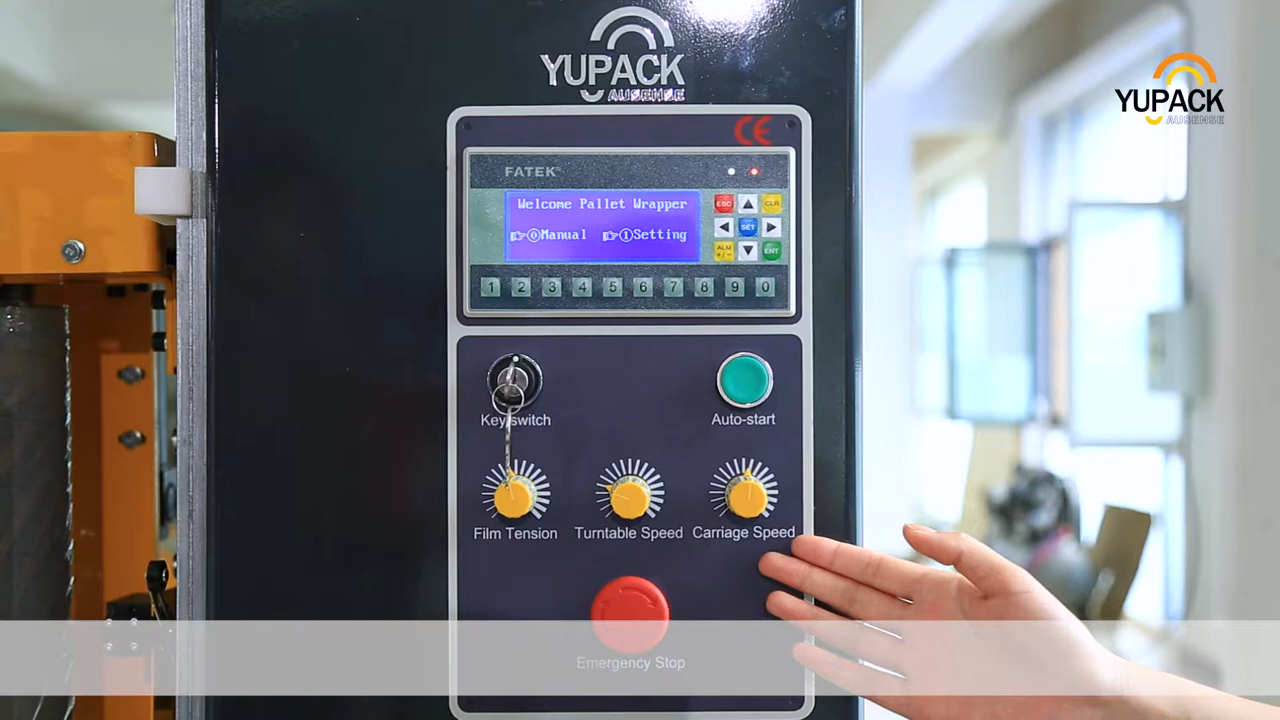 YUPACK
AUSENSE
YUPACK
AUSENSE
CE
FATEK
Welcome Pallet Wrapper
☞⓪Manual ☞①Setting
ESC
CLR
SET
ALM
+/-
ENT
1 2 3 4 5 6 7 8 9 0
Key switch
Auto-start
Film Tension
Turntable Speed
Carriage Speed
Emergency Stop